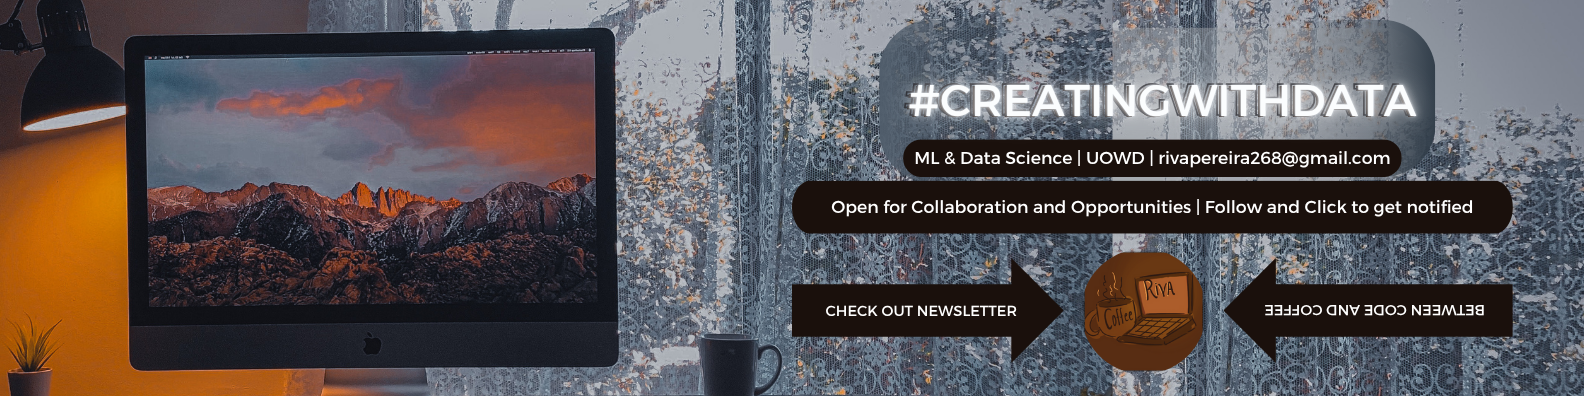 #CREATINGWITHDATA
ML & Data Science | UOWD | rivapereira268@gmail.com
Open for Collaboration and Opportunities | Follow and Click to get notified
CHECK OUT NEWSLETTER
RIVA
Coffee
BETWEEN CODE AND COFFEE